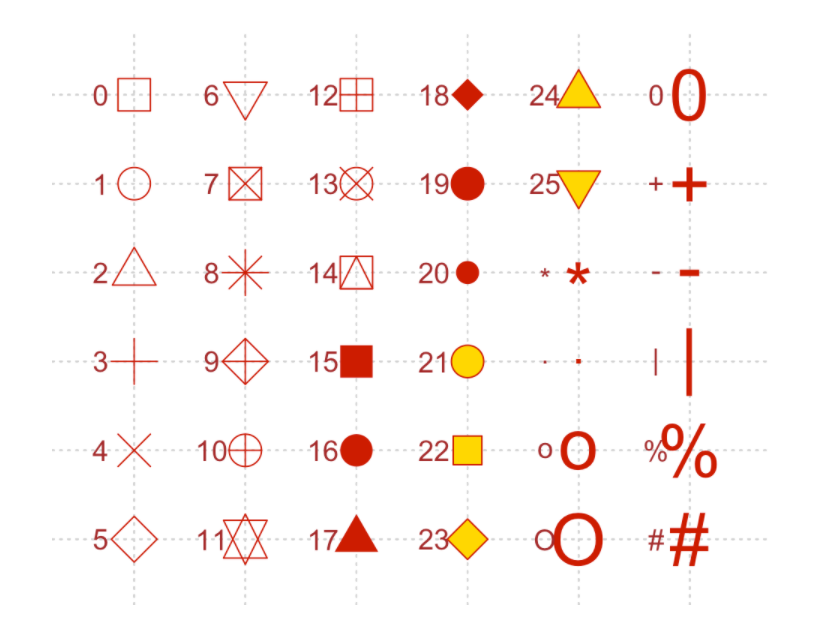 0 6 12 18 24 0 0
1 7 13 19 25 + +
2 8 14 20 * * - -
3 9 15 21 . . | |
4 10 16 22 o o % %
5 11 17 23 O O # #